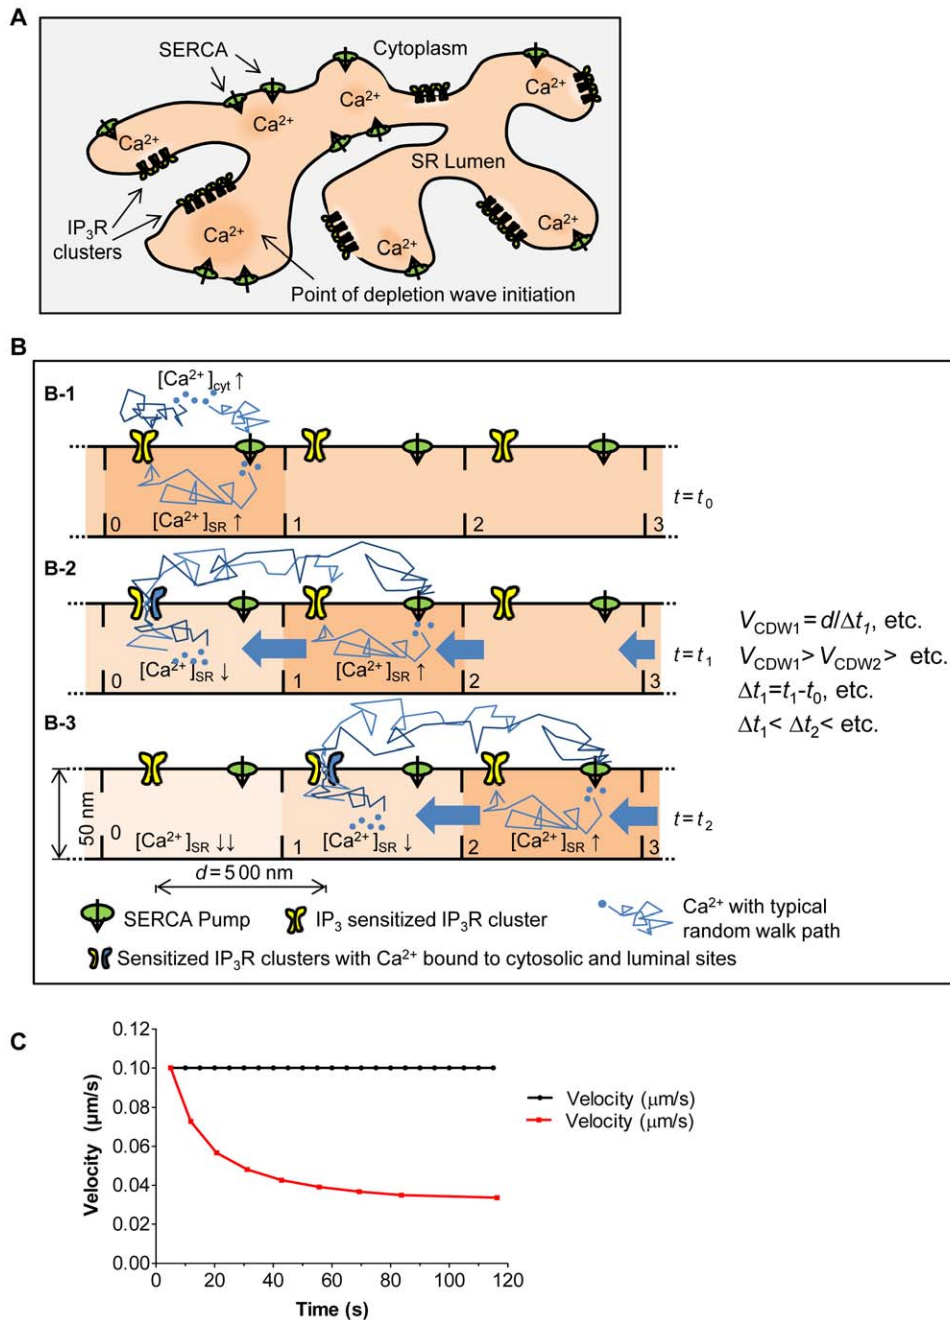 A
SERCA
Cytoplasm
Ca²⁺
Ca²⁺
Ca²⁺
Ca²⁺
SR Lumen
IP₃R
clusters
Ca²⁺
Ca²⁺
Ca²⁺
Point of depletion wave initiation
B
B-1
[Ca²⁺]cyt ↑
0
[Ca²⁺]SR ↑
1
2
3
t = t₀
B-2
0
[Ca²⁺]SR ↓
1
[Ca²⁺]SR ↑
2
3
t = t₁
V_CDW1 = d/Δt₁, etc.
V_CDW1 > V_CDW2 > etc.
Δt₁=t₁-t₀, etc.
Δt₁< Δt₂< etc.
B-3
50 nm
0
[Ca²⁺]SR ↓↓
1
[Ca²⁺]SR ↓
2
[Ca²⁺]SR ↑
3
t = t₂
d = 500 nm
SERCA Pump
IP₃ sensitized IP₃R cluster
Ca²⁺ with typical
random walk path
Sensitized IP₃R clusters with Ca²⁺ bound to cytosolic and luminal sites
C
Velocity (µm/s)
0.12
0.10
0.08
0.06
0.04
0.02
0.00
0 20 40 60 80 100 120
Time (s)
Velocity (µm/s)
Velocity (µm/s)